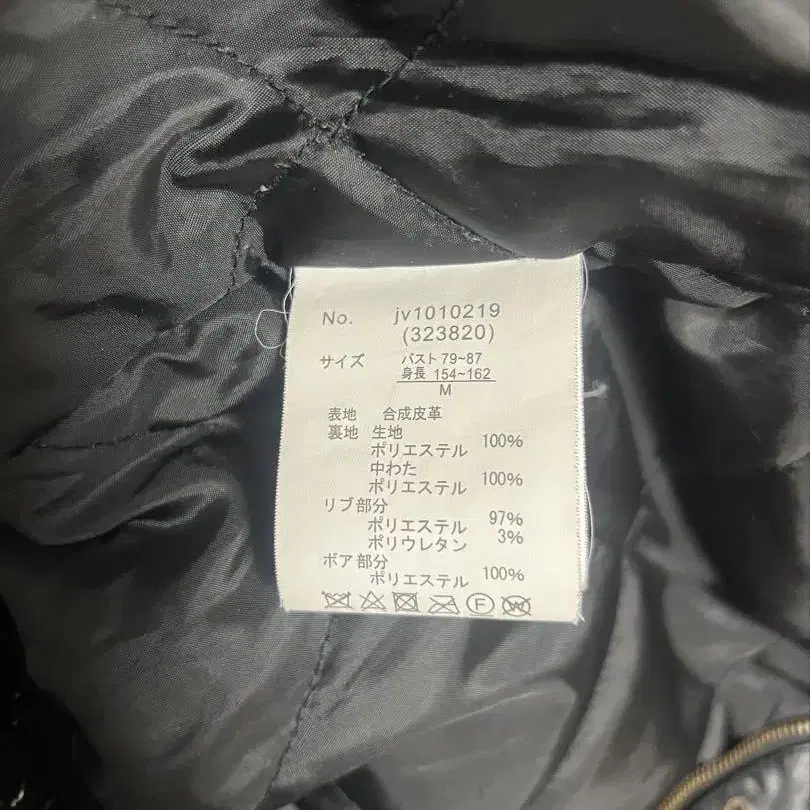 No. jv1010219
(323820)
サイズ バスト 79~87
身長 154~162
M
表地 合成皮革
裏地 生地
ポリエステル 100%
中わた
ポリエステル 100%
リブ部分
ポリエステル 97%
ポリウレタン 3%
ボア部分
ポリエステル 100%
F W